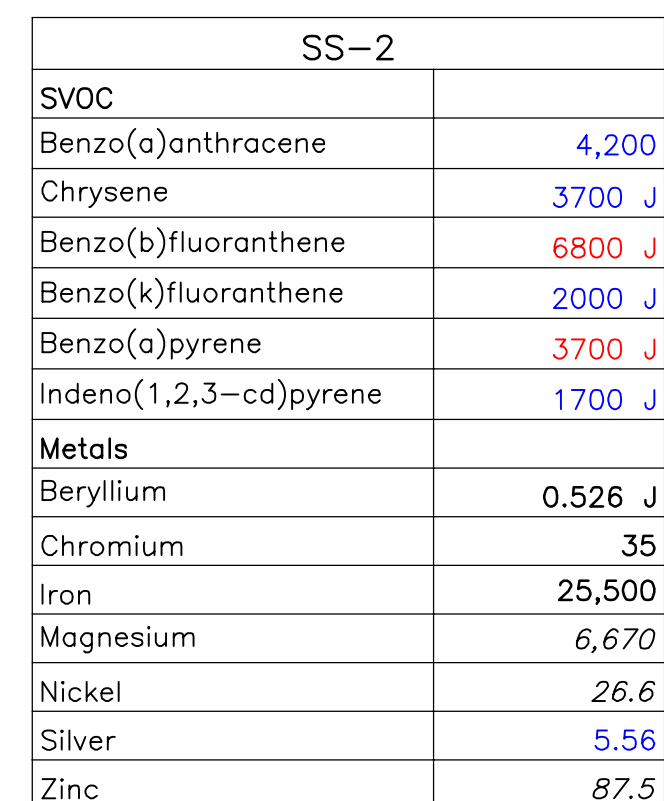 SS-2
SVOC
Benzo(a)anthracene 4,200
Chrysene 3700 J
Benzo(b)fluoranthene 6800 J
Benzo(k)fluoranthene 2000 J
Benzo(a)pyrene 3700 J
Indeno(1,2,3-cd)pyrene 1700 J
Metals
Beryllium 0.526 J
Chromium 35
Iron 25,500
Magnesium 6,670
Nickel 26.6
Silver 5.56
Zinc 87.5